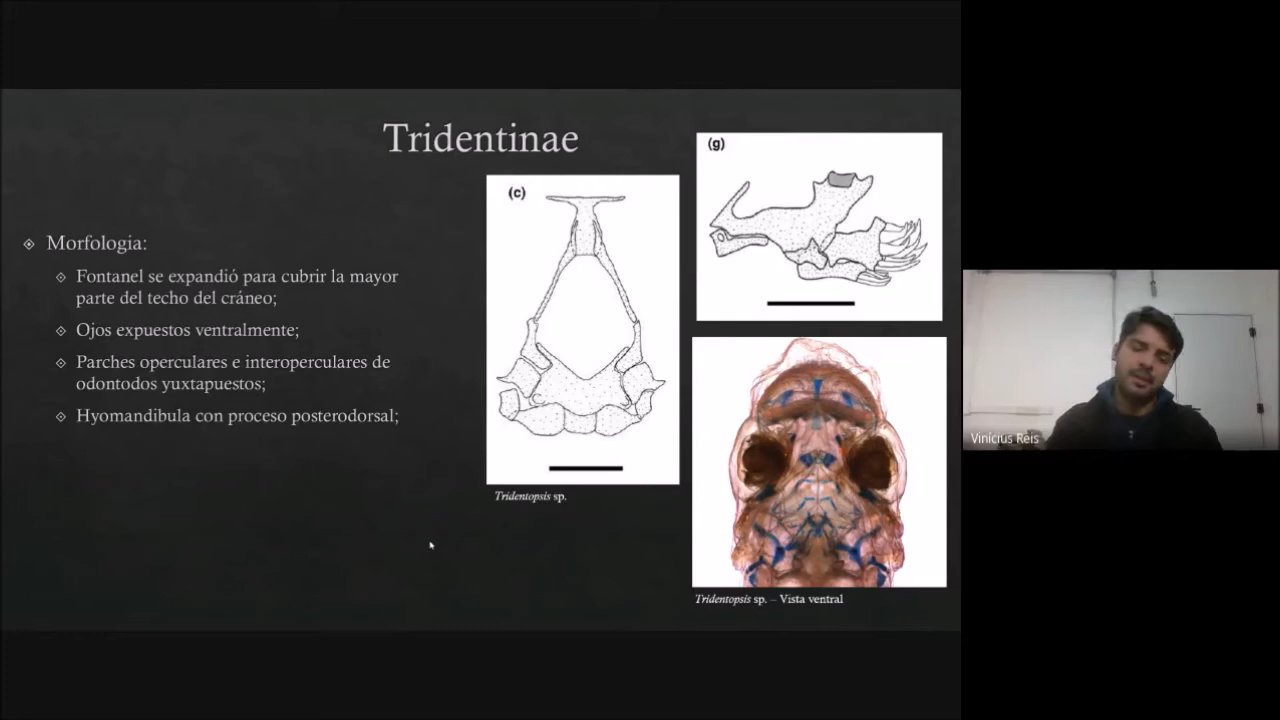 Tridentinae
Morfologia:
Fontanel se expandió para cubrir la mayor
parte del techo del cráneo;
Ojos expuestos ventralmente;
Parches operculares e interoperculares de
odontodos yuxtapuestos;
Hyomandibula con proceso posterodorsal;
(c)
Tridentopsis sp.
(g)
Tridentopsis sp. – Vista ventral
Vinícius Reis